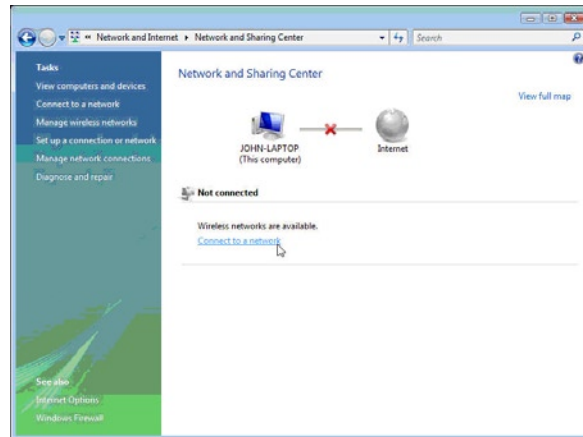 « Network and Internet ▸ Network and Sharing Center
Search
Tasks
View computers and devices
Connect to a network
Manage wireless networks
Set up a connection or network
Manage network connections
Diagnose and repair
See also
Internet Options
Windows Firewall
Network and Sharing Center
View full map
JOHN-LAPTOP
(This computer)
Internet
Not connected
Wireless networks are available.
Connect to a network